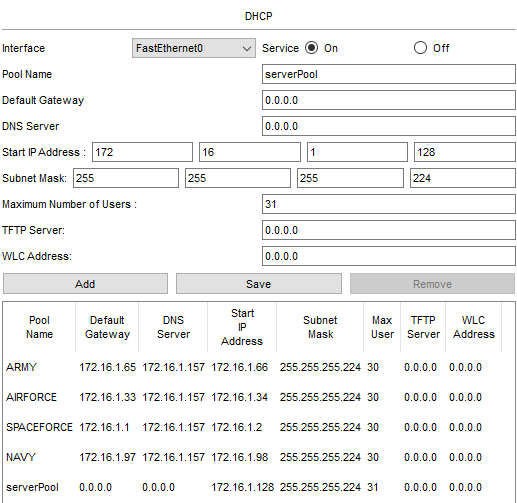 DHCP
Interface FastEthernet0 Service On Off
Pool Name serverPool
Default Gateway 0.0.0.0
DNS Server 0.0.0.0
Start IP Address : 172 16 1 128
Subnet Mask: 255 255 255 224
Maximum Number of Users : 31
TFTP Server: 0.0.0.0
WLC Address: 0.0.0.0
Add Save Remove
Pool Name Default Gateway DNS Server Start IP Address Subnet Mask Max User TFTP Server WLC Address
ARMY 172.16.1.65 172.16.1.157 172.16.1.66 255.255.255.224 30 0.0.0.0 0.0.0.0
AIRFORCE 172.16.1.33 172.16.1.157 172.16.1.34 255.255.255.224 30 0.0.0.0 0.0.0.0
SPACEFORCE 172.16.1.1 172.16.1.157 172.16.1.2 255.255.255.224 30 0.0.0.0 0.0.0.0
NAVY 172.16.1.97 172.16.1.157 172.16.1.98 255.255.255.224 30 0.0.0.0 0.0.0.0
serverPool 0.0.0.0 0.0.0.0 172.16.1.128 255.255.255.224 31 0.0.0.0 0.0.0.0